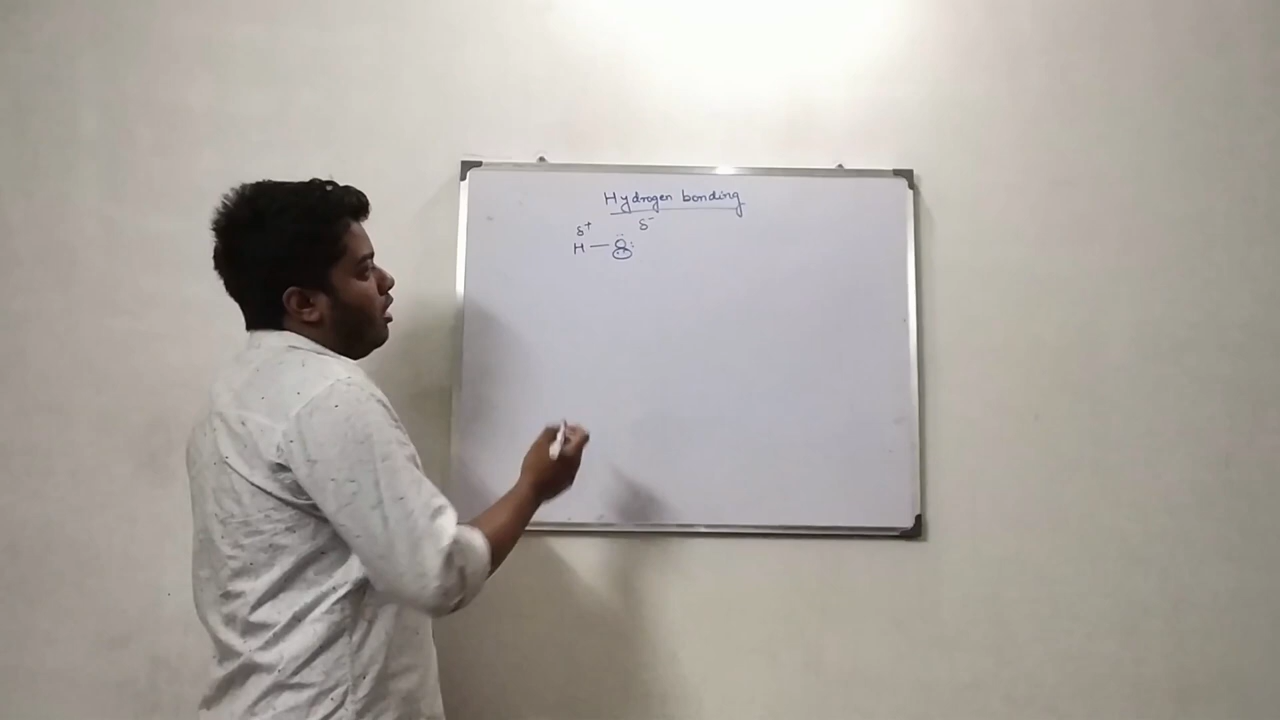 Hydrogen bonding
δ+ δ-
H — Ö: